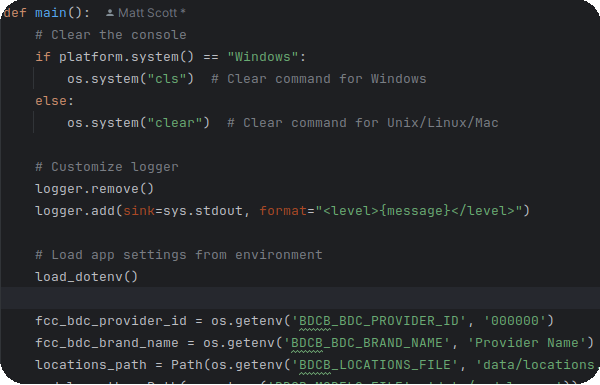 def main():  Matt Scott *
    # Clear the console
    if platform.system() == "Windows":
        os.system("cls")  # Clear command for Windows
    else:
        os.system("clear")  # Clear command for Unix/Linux/Mac
    # Customize logger
    logger.remove()
    logger.add(sink=sys.stdout, format="<level>{message}</level>")
    # Load app settings from environment
    load_dotenv()
    fcc_bdc_provider_id = os.getenv('BDCB_BDC_PROVIDER_ID', '000000')
    fcc_bdc_brand_name = os.getenv('BDCB_BDC_BRAND_NAME', 'Provider Name')
    locations_path = Path(os.getenv('BDCB_LOCATIONS_FILE', 'data/locations